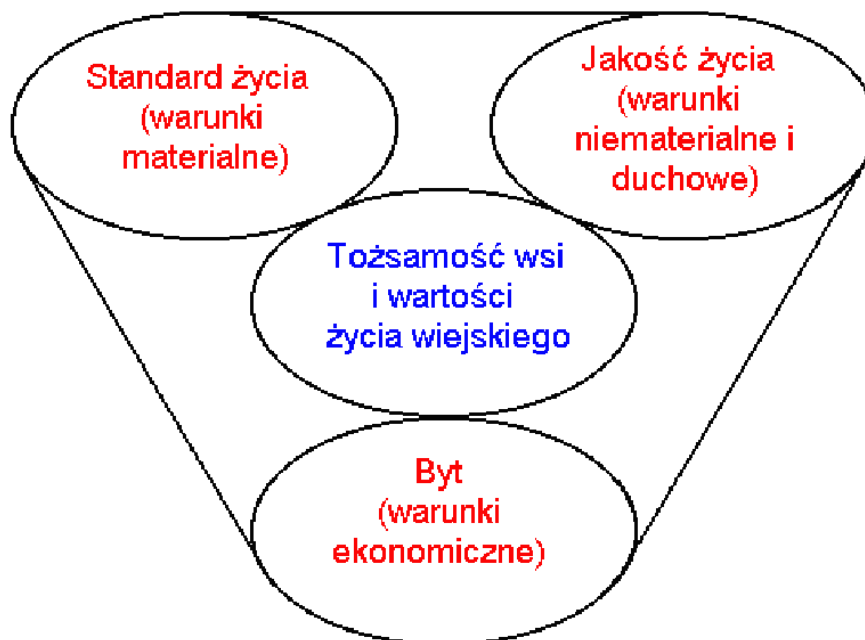 Standard życia
(warunki
materialne)
Jakość życia
(warunki
niematerialne i
duchowe)
Tożsamość wsi
i wartości
życia wiejskiego
Byt
(warunki
ekonomiczne)